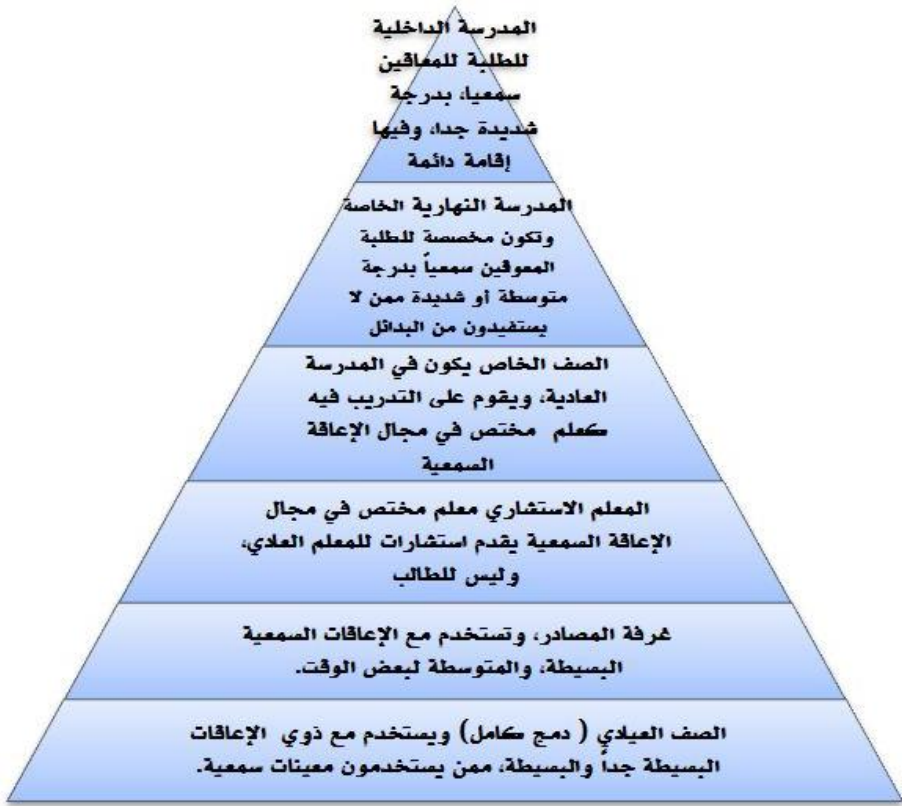 المدرسة الداخلية
للطلبة للمعاقين
سمعيا، بدرجة
شديدة جدا، وفيها
إقامة دائمة
المدرسة النهارية الخاصة
وتكون مخصصة للطلبة
المعوقين سمعياً بدرجة
متوسطة أو شديدة ممن لا
يستفيدون من البدائل
الصف الخاص يكون في المدرسة
العادية، ويقوم على التدريب فيه
كعلم مختص في مجال الإعاقة
السمعية
المعلم الاستشاري معلم مختص في مجال
الإعاقة السمعية يقدم استشارات للمعلم العادي،
وليس للطالب
غرفة المصادر، وتستخدم مع الإعاقات السمعية
البسيطة، والمتوسطة لبعض الوقت.
الصف العيادي ( دمج كامل) ويستخدم مع ذوي الإعاقات
البسيطة جداً والبسيطة، ممن يستخدمون معينات سمعية.